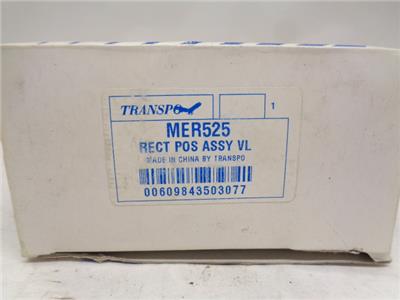 TRANSPO 1
MER525
RECT POS ASSY VL
MADE IN CHINA BY TRANSPO
00609843503077